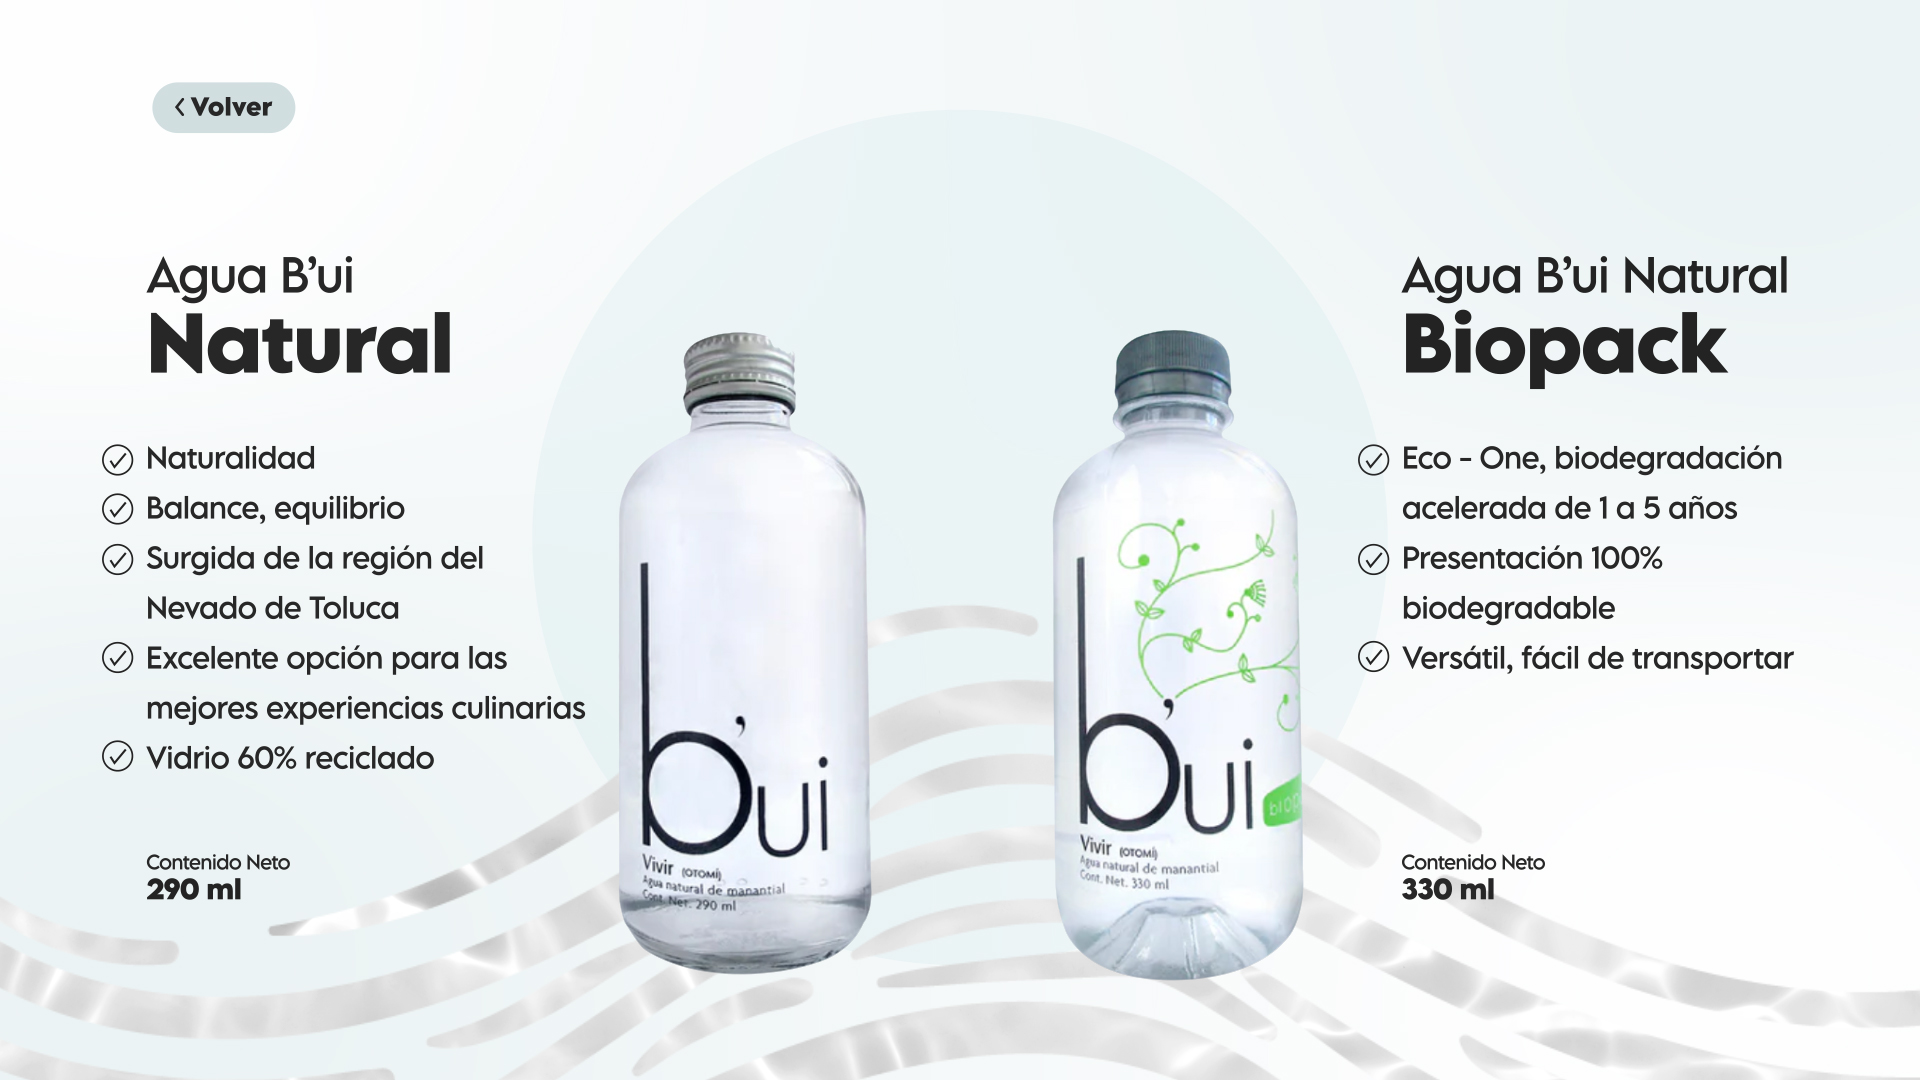 Volver
Agua B’ui
Natural
Naturalidad
Balance, equilibrio
Surgida de la región del
Nevado de Toluca
Excelente opción para las
mejores experiencias culinarias
Vidrio 60% reciclado
Contenido Neto
290 ml
b’ui
Vivir (OTOMÍ)
Agua natural de manantial
Cont. Net. 290 ml
b’ui
Vivir (OTOMÍ)
Agua natural de manantial
Cont. Net. 330 ml
Agua B’ui Natural
Biopack
Eco - One, biodegradación
acelerada de 1 a 5 años
Presentación 100%
biodegradable
Versátil, fácil de transportar
Contenido Neto
330 ml